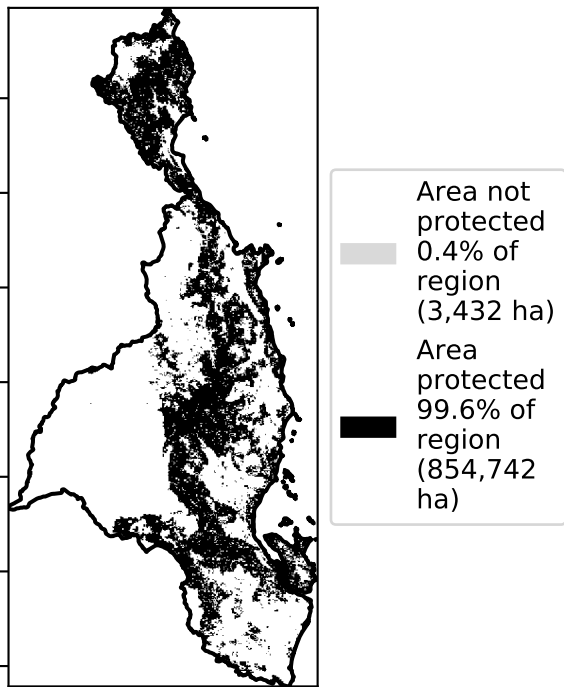 Area not
protected
0.4% of
region
(3,432 ha)
Area
protected
99.6% of
region
(854,742
ha)